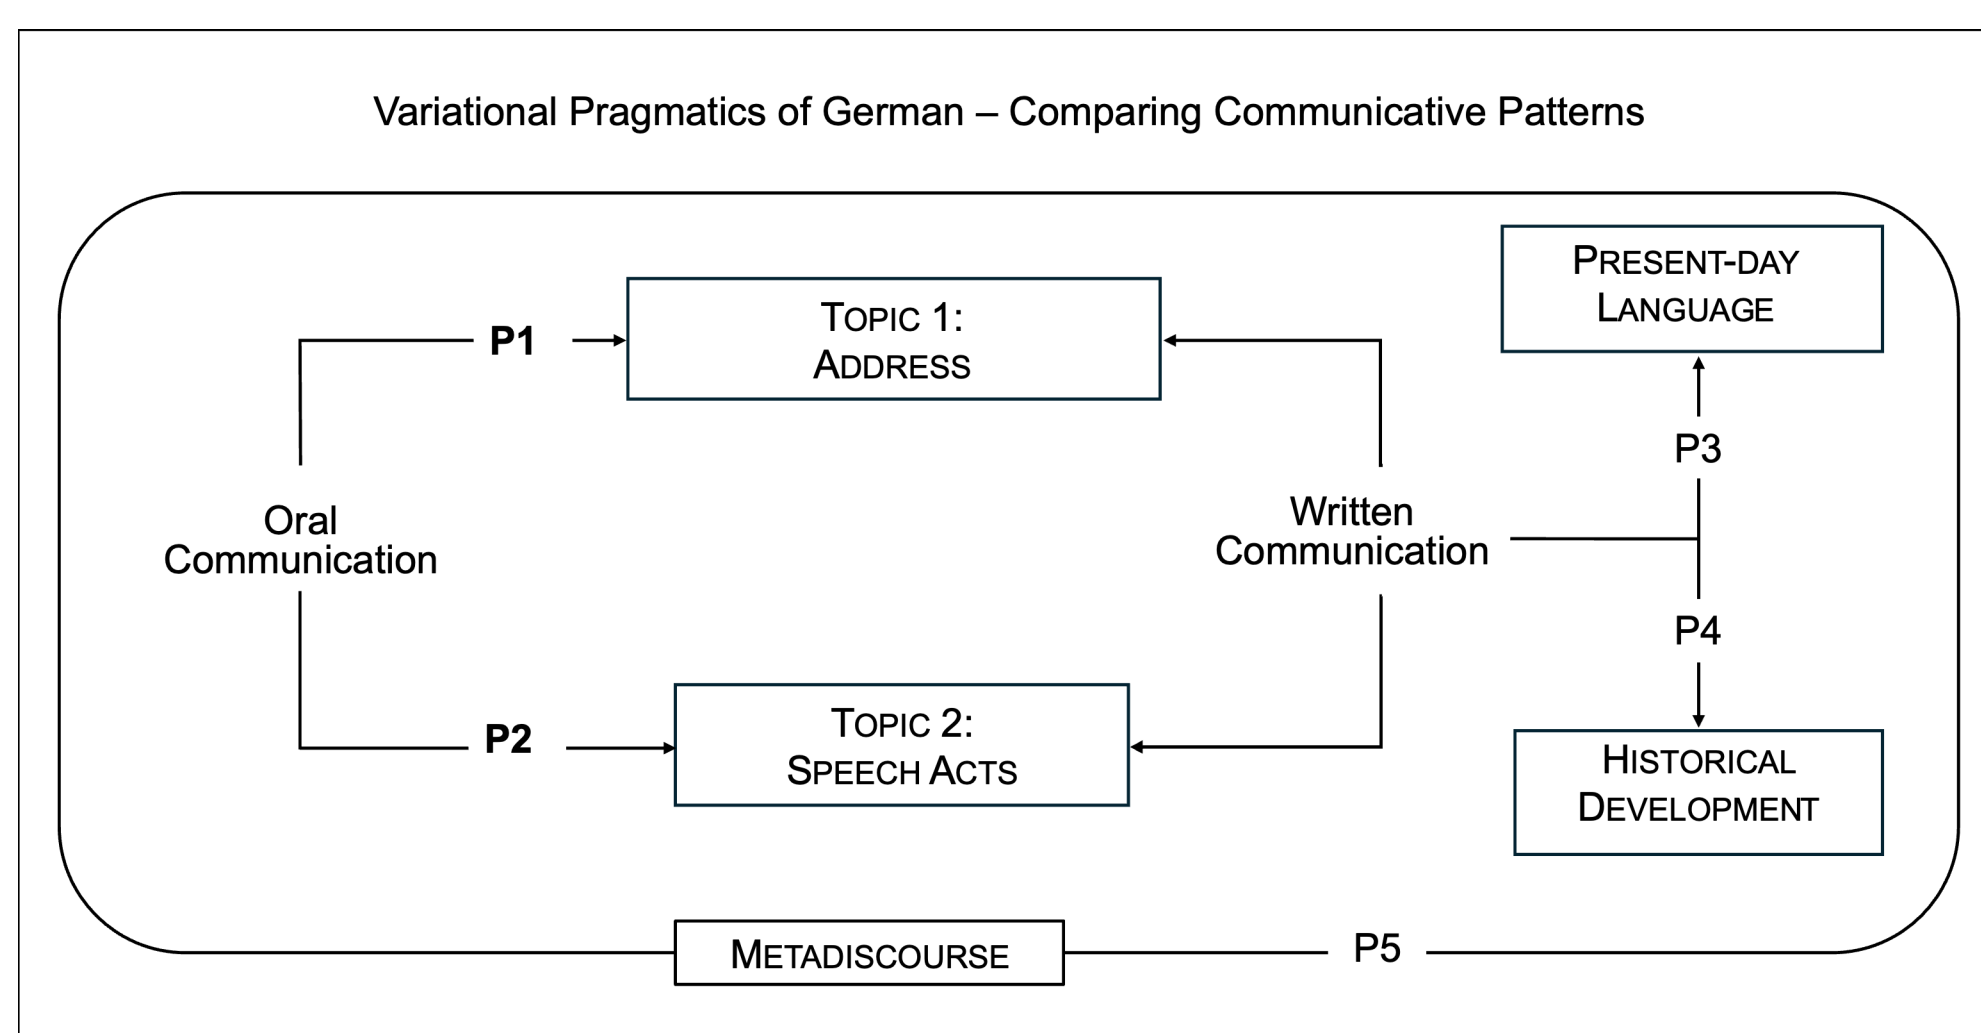 Variational Pragmatics of German – Comparing Communicative Patterns
PRESENT-DAY
LANGUAGE
TOPIC 1:
ADDRESS
P1
P3
Oral
Communication
Written
Communication
P4
P2
TOPIC 2:
SPEECH ACTS
HISTORICAL
DEVELOPMENT
METADISCOURSE
P5